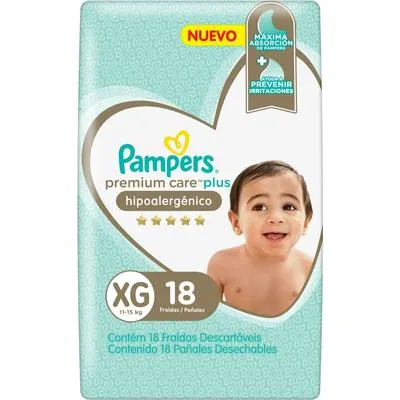 NUEVO
MÁXIMA
ABSORCIÓN
DE PAMPERS
+
AYUDA A
PREVENIR
IRRITACIONES
Pampers
premium care™ plus
hipoalergénico
XG
11-15 kg
18
Fraldas / Pañales
Contém 18 Fraldas Descartáveis
Contenido 18 Pañales Desechables